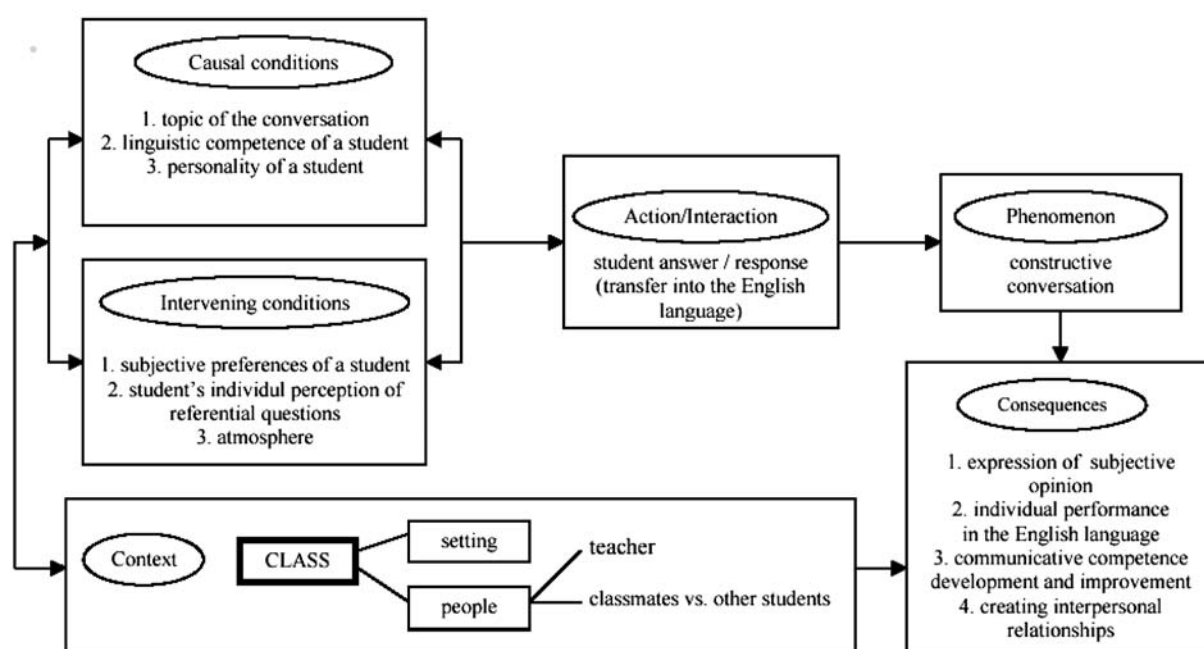 Causal conditions
1. topic of the conversation
2. linguistic competence of a student
3. personality of a student
Intervening conditions
1. subjective preferences of a student
2. student's individul perception of
referential questions
3. atmosphere
Action/Interaction
student answer / response
(transfer into the English
language)
Phenomenon
constructive
conversation
Consequences
1. expression of subjective
opinion
2. individual performance
in the English language
3. communicative competence
development and improvement
4. creating interpersonal
relationships
Context
CLASS
setting
people
teacher
classmates vs. other students